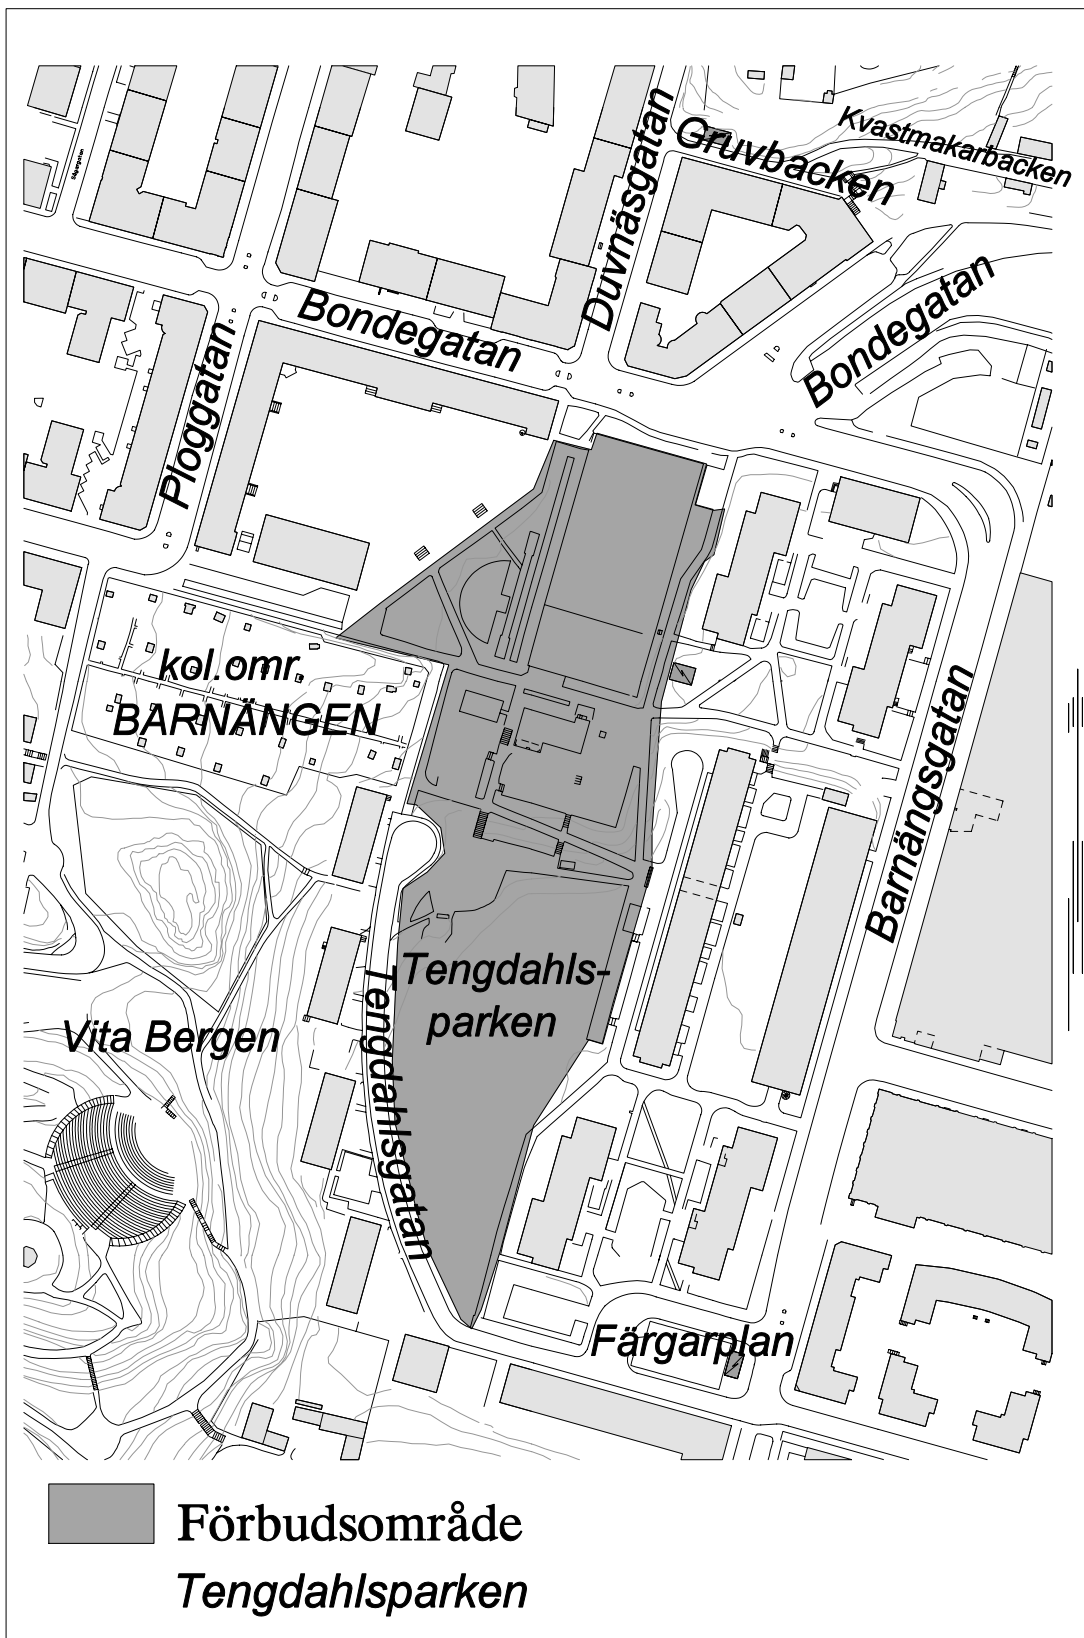 Kvastmakarbacken
Gruvbacken
Duvnäsgatan
Bondegatan
Bondegatan
Ploggatan
kol.omr.
BARNÄNGEN
Barnängsgatan
Tengdahls-
parken
Vita Bergen
Tengdahlsgatan
Färgarplan
Förbudsområde
Tengdahlsparken